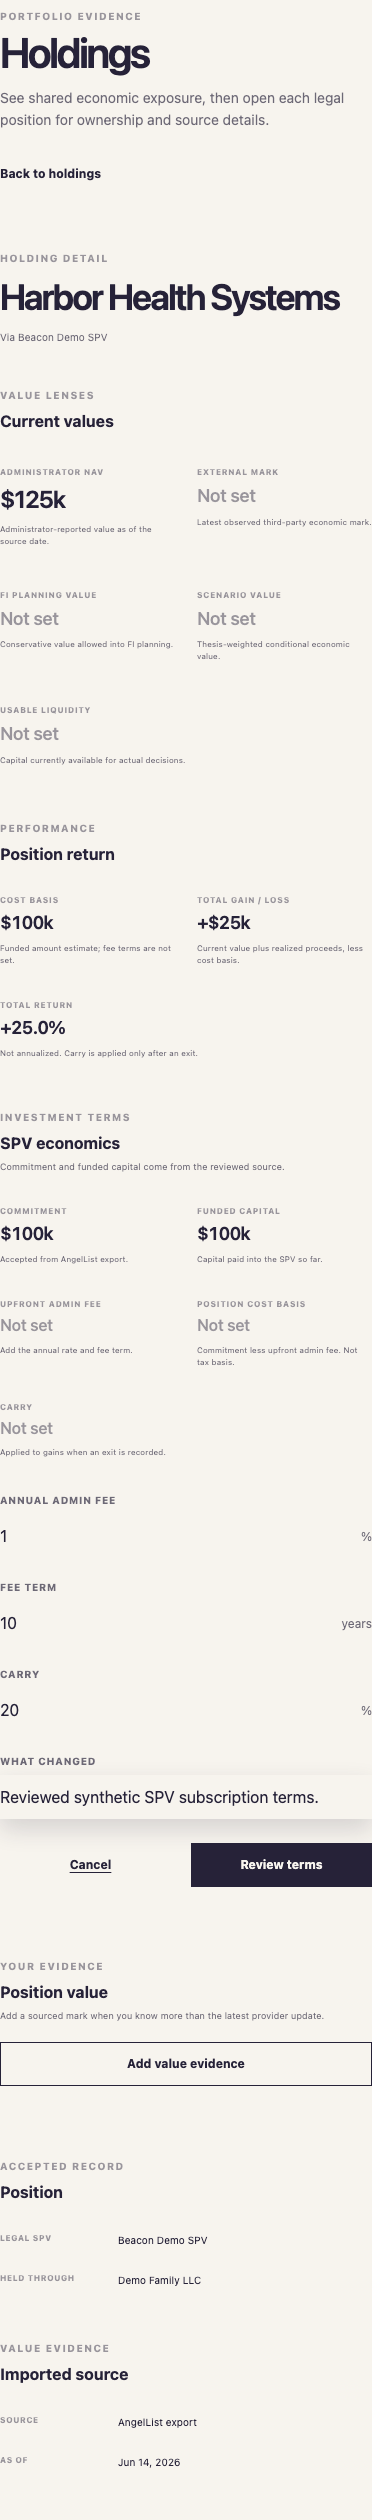 PORTFOLIO EVIDENCE
Holdings
See shared economic exposure, then open each legal
position for ownership and source details.
Back to holdings
HOLDING DETAIL
Harbor Health Systems
Via Beacon Demo SPV
VALUE LENSES
Current values
ADMINISTRATOR NAV
$125k
Administrator-reported value as of the
source date.
EXTERNAL MARK
Not set
Latest observed third-party economic mark.
FI PLANNING VALUE
Not set
Conservative value allowed into FI planning.
SCENARIO VALUE
Not set
Thesis-weighted conditional economic
value.
USABLE LIQUIDITY
Not set
Capital currently available for actual decisions.
PERFORMANCE
Position return
COST BASIS
$100k
Funded amount estimate; fee terms are not
set.
TOTAL GAIN / LOSS
+$25k
Current value plus realized proceeds, less
cost basis.
TOTAL RETURN
+25.0%
Not annualized. Carry is applied only after an exit.
INVESTMENT TERMS
SPV economics
Commitment and funded capital come from the reviewed source.
COMMITMENT
$100k
Accepted from AngelList export.
FUNDED CAPITAL
$100k
Capital paid into the SPV so far.
UPFRONT ADMIN FEE
Not set
Add the annual rate and fee term.
POSITION COST BASIS
Not set
Commitment less upfront admin fee. Not
tax basis.
CARRY
Not set
Applied to gains when an exit is recorded.
ANNUAL ADMIN FEE
1 %
FEE TERM
10 years
CARRY
20 %
WHAT CHANGED
Reviewed synthetic SPV subscription terms.
Cancel
Review terms
YOUR EVIDENCE
Position value
Add a sourced mark when you know more than the latest provider update.
Add value evidence
ACCEPTED RECORD
Position
LEGAL SPV Beacon Demo SPV
HELD THROUGH Demo Family LLC
VALUE EVIDENCE
Imported source
SOURCE AngelList export
AS OF Jun 14, 2026